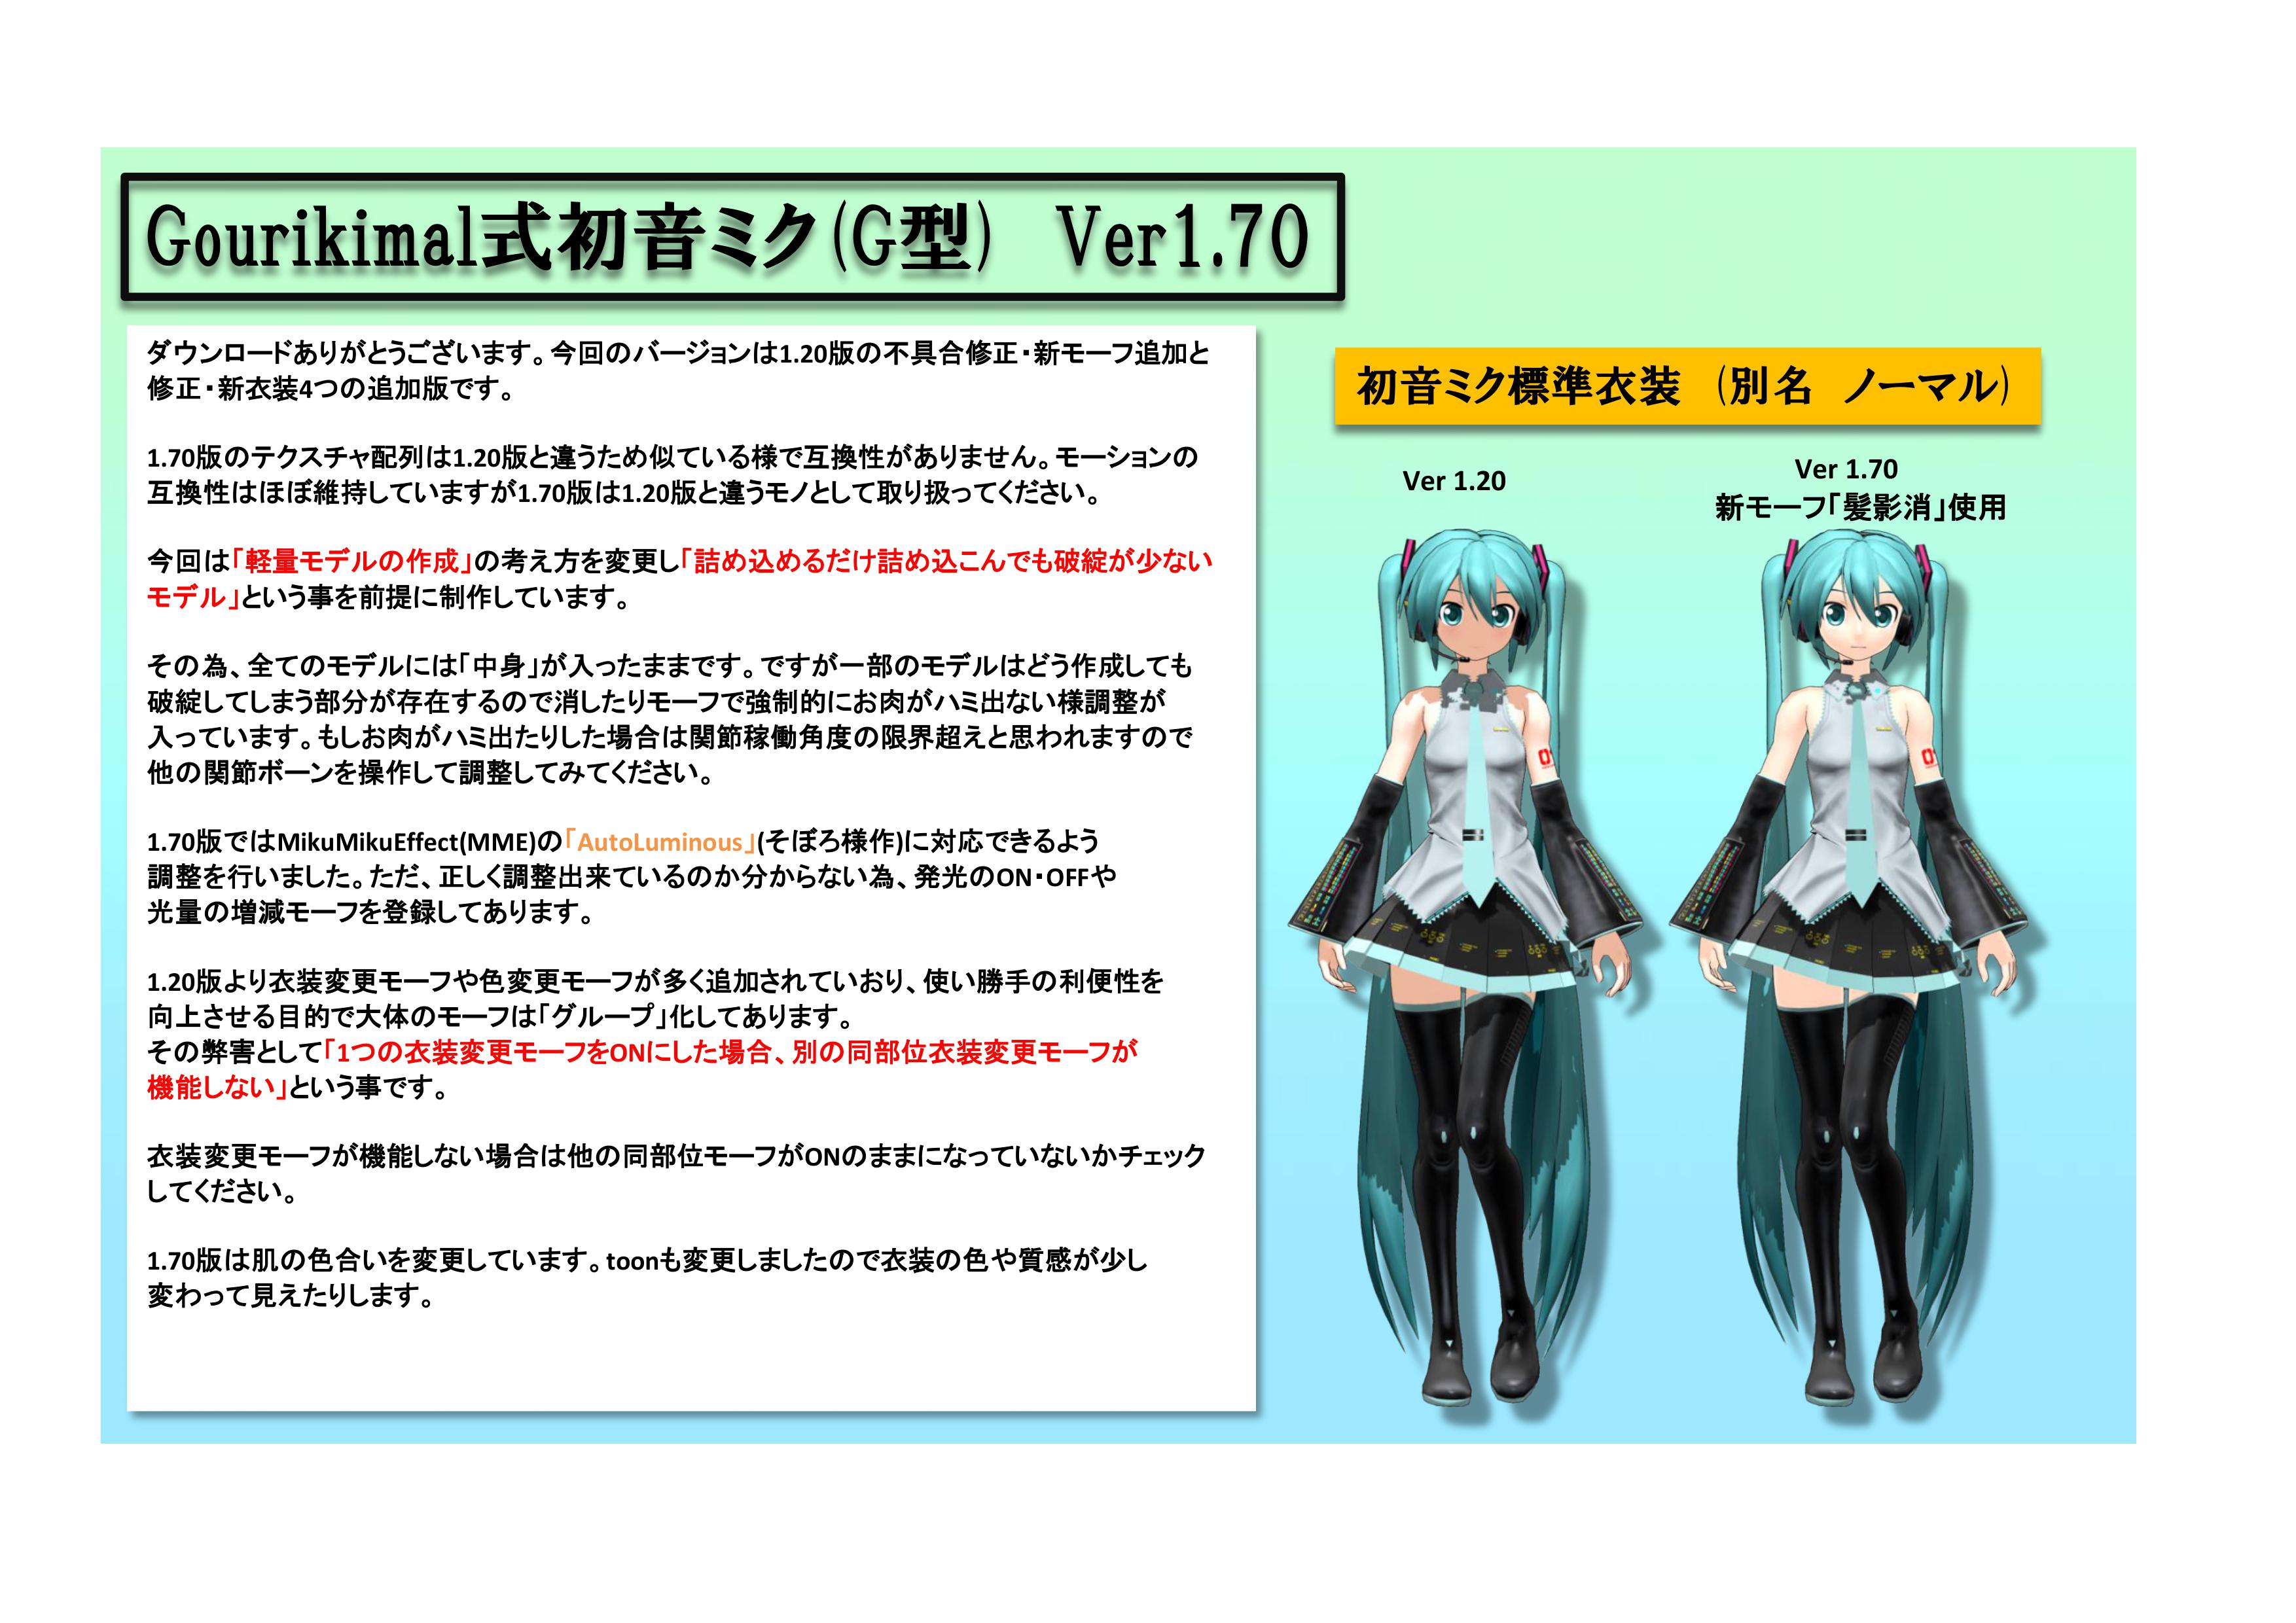 Gourikimal式初音ミク(G型)　Ver1.70
ダウンロードありがとうございます。今回のバージョンは1.20版の不具合修正・新モーフ追加と
修正・新衣装4つの追加版です。
1.70版のテクスチャ配列は1.20版と違うため似ている様で互換性がありません。モーションの
互換性はほぼ維持していますが1.70版は1.20版と違うモノとして取り扱ってください。
今回は「軽量モデルの作成」の考え方を変更し「詰め込めるだけ詰め込こんでも破綻が少ない
モデル」という事を前提に制作しています。
その為、全てのモデルには「中身」が入ったままです。ですが一部のモデルはどう作成しても
破綻してしまう部分が存在するので消したりモーフで強制的にお肉がハミ出ない様調整が
入っています。もしお肉がハミ出たりした場合は関節稼働角度の限界超えと思われますので
他の関節ボーンを操作して調整してみてください。
1.70版ではMikuMikuEffect(MME)の「AutoLuminous」(そぼろ様作)に対応できるよう
調整を行いました。ただ、正しく調整出来ているのか分からない為、発光のON・OFFや
光量の増減モーフを登録してあります。
1.20版より衣装変更モーフや色変更モーフが多く追加されていおり、使い勝手の利便性を
向上させる目的で大体のモーフは「グループ」化してあります。
その弊害として「1つの衣装変更モーフをONにした場合、別の同部位衣装変更モーフが
機能しない」という事です。
衣装変更モーフが機能しない場合は他の同部位モーフがONのままになっていないかチェック
してください。
1.70版は肌の色合いを変更しています。toonも変更しましたので衣装の色や質感が少し
変わって見えたりします。
初音ミク標準衣装　(別名　ノーマル)
Ver 1.20
Ver 1.70
新モーフ「髪影消」使用